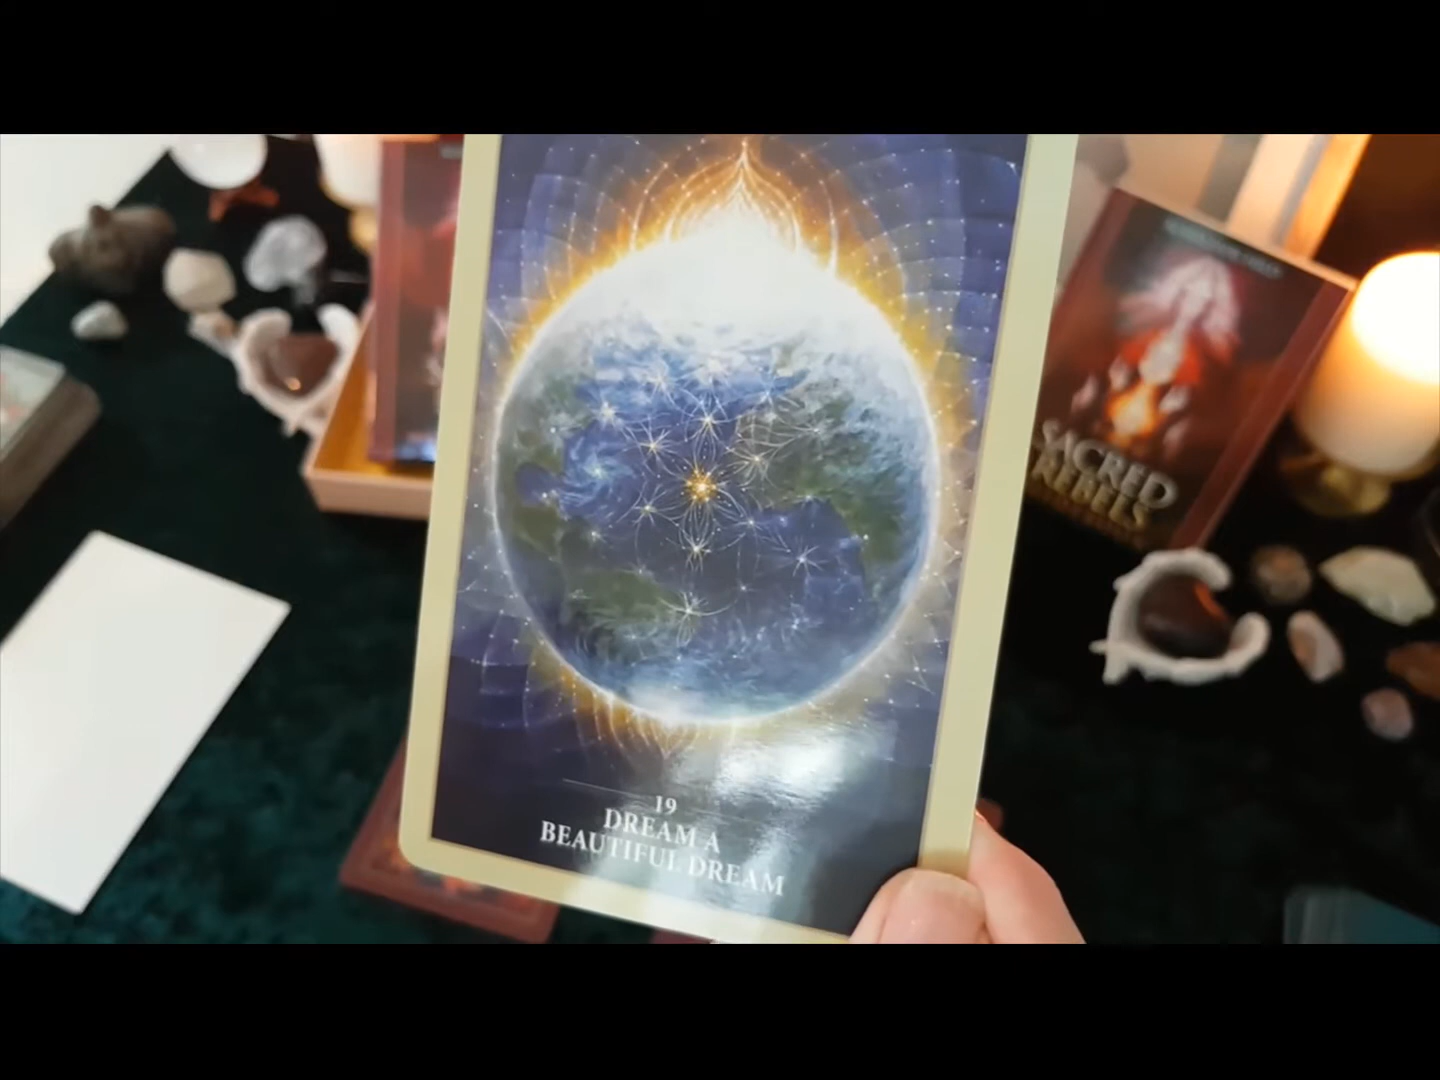 19
DREAM A
BEAUTIFUL DREAM
SACRED
REBELS